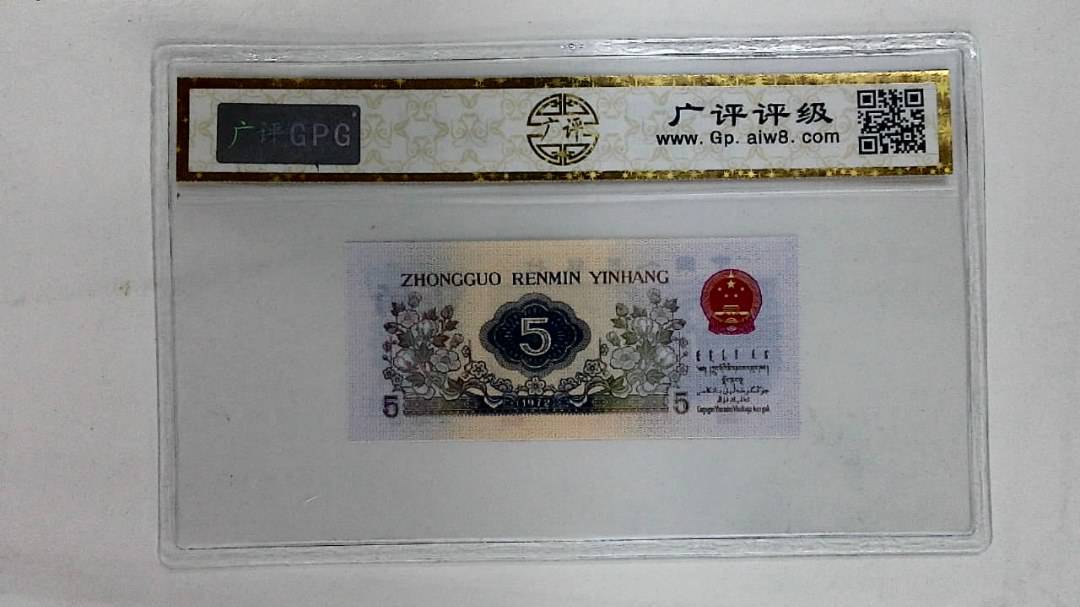 广评GPG
广评
广评评级
www. Gp. aiw8. com
ZHONGGUO RENMIN YINHANG
5
1972
5
5